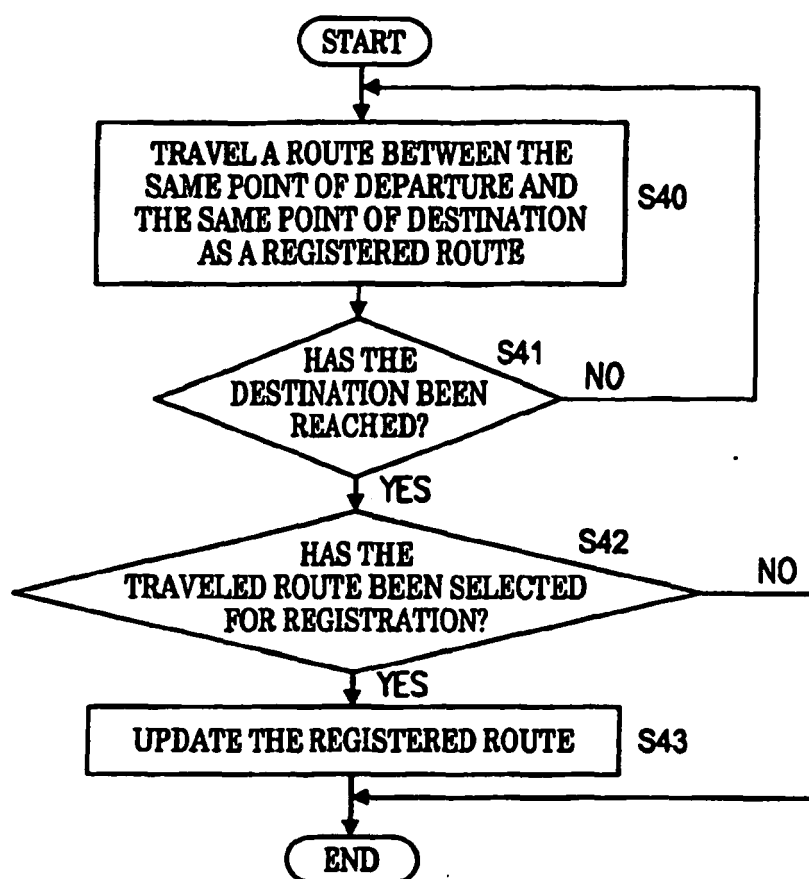 START
TRAVEL A ROUTE BETWEEN THE
SAME POINT OF DEPARTURE AND
THE SAME POINT OF DESTINATION
AS A REGISTERED ROUTE
S40
HAS THE
DESTINATION BEEN
REACHED?
S41
NO
YES
HAS THE
TRAVELED ROUTE BEEN SELECTED
FOR REGISTRATION?
S42
NO
YES
UPDATE THE REGISTERED ROUTE
S43
END